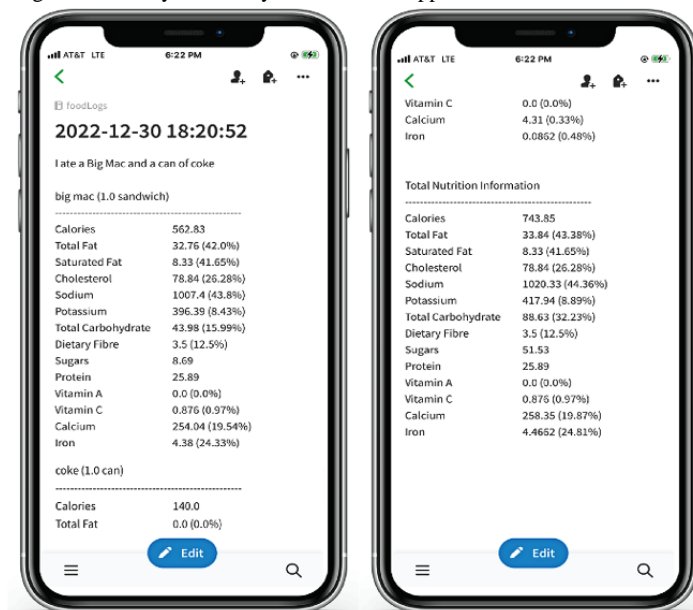 AT&T LTE 6:22 PM
foodLogs
2022-12-30 18:20:52
I ate a Big Mac and a can of coke
big mac (1.0 sandwich)
----------------------------------------------
Calories 562.83
Total Fat 32.76 (42.0%)
Saturated Fat 8.33 (41.65%)
Cholesterol 78.84 (26.28%)
Sodium 1007.4 (43.8%)
Potassium 396.39 (8.43%)
Total Carbohydrate 43.98 (15.99%)
Dietary Fibre 3.5 (12.5%)
Sugars 8.69
Protein 25.89
Vitamin A 0.0 (0.0%)
Vitamin C 0.876 (0.97%)
Calcium 254.04 (19.54%)
Iron 4.38 (24.33%)
coke (1.0 can)
----------------------------------------------
Calories 140.0
Total Fat 0.0 (0.0%)
Edit
AT&T LTE 6:22 PM
Vitamin C 0.0 (0.0%)
Calcium 4.31 (0.33%)
Iron 0.0862 (0.48%)
Total Nutrition Information
----------------------------------------------
Calories 743.85
Total Fat 33.84 (43.38%)
Saturated Fat 8.33 (41.65%)
Cholesterol 78.84 (26.28%)
Sodium 1020.33 (44.36%)
Potassium 417.94 (8.89%)
Total Carbohydrate 88.63 (32.23%)
Dietary Fibre 3.5 (12.5%)
Sugars 51.53
Protein 25.89
Vitamin A 0.0 (0.0%)
Vitamin C 0.876 (0.97%)
Calcium 258.35 (19.87%)
Iron 4.4662 (24.81%)
Edit